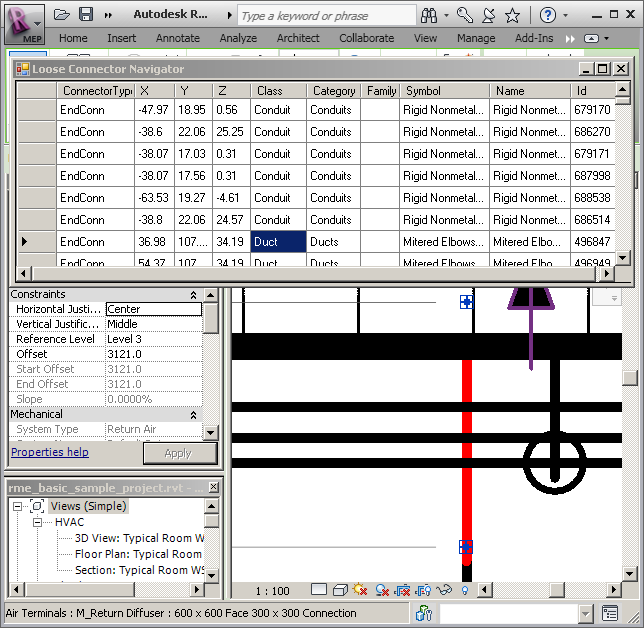 Autodesk R... Type a keyword or phrase
MEP Home Insert Annotate Analyze Architect Collaborate View Manage Add-Ins
Loose Connector Navigator
ConnectorType X Y Z Class Category Family Symbol Name Id
EndConn -47.97 18.95 0.56 Conduit Conduits Rigid Nonmetal... Rigid Nonmet... 679170
EndConn -38.6 22.06 25.25 Conduit Conduits Rigid Nonmetal... Rigid Nonmet... 686270
EndConn -38.07 17.03 0.31 Conduit Conduits Rigid Nonmetal... Rigid Nonmet... 679171
EndConn -38.07 17.56 0.31 Conduit Conduits Rigid Nonmetal... Rigid Nonmet... 687998
EndConn -63.53 19.27 -4.61 Conduit Conduits Rigid Nonmetal... Rigid Nonmet... 688538
EndConn -38.8 22.06 24.57 Conduit Conduits Rigid Nonmetal... Rigid Nonmet... 686514
EndConn 36.98 107.... 34.19 Duct Ducts Mitered Elbows... Mitered Elbo... 496847
EndConn 54.37 107.... 34.19 Duct Ducts Mitered Elbows... Mitered Elbo... 496949
Constraints
Horizontal Justi... Center
Vertical Justific... Middle
Reference Level Level 3
Offset 3121.0
Start Offset 3121.0
End Offset 3121.0
Slope 0.0000%
Mechanical
System Type Return Air
Properties help Apply
rme_basic_sample_project.rvt -
Views (Simple)
HVAC
3D View: Typical Room W
Floor Plan: Typical Room
Section: Typical Room WS
1 : 100
Air Terminals : M_Return Diffuser : 600 x 600 Face 300 x 300 Connection